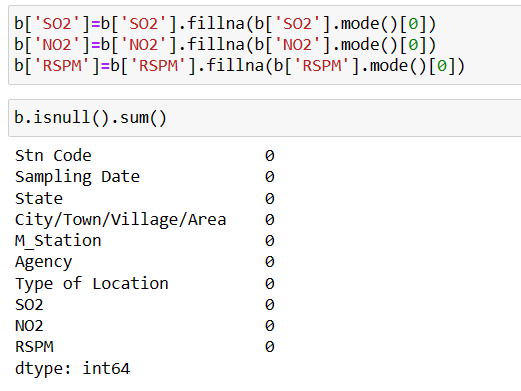 b['SO2']=b['SO2'].fillna(b['SO2'].mode()[0])
b['NO2']=b['NO2'].fillna(b['NO2'].mode()[0])
b['RSPM']=b['RSPM'].fillna(b['RSPM'].mode()[0])
b.isnull().sum()
Stn Code 0
Sampling Date 0
State 0
City/Town/Village/Area 0
M_Station 0
Agency 0
Type of Location 0
SO2 0
NO2 0
RSPM 0
dtype: int64